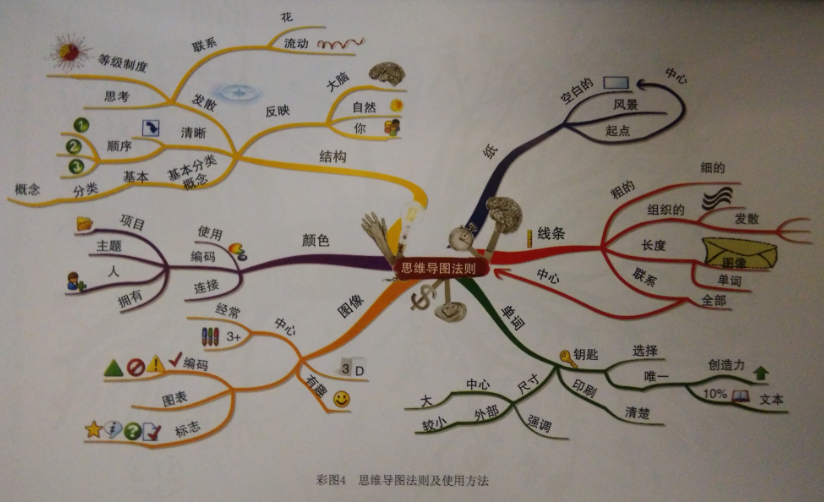 花
联系
流动
等级制度
思考
发散
反映
大脑
自然
你
1
2
3
顺序
清晰
结构
基本分类
概念
基本
分类
概念
纸
空白的
中心
风景
起点
线条
粗的
细的
组织的
发散
长度
图像
单词
联系
全部
中心
思维导图法则
颜色
使用
编码
连接
项目
主题
人
拥有
图像
中心
经常
3+
3 D
有趣
编码
图表
标志
单词
钥匙
选择
唯一
创造力
10%
文本
印刷
清楚
尺寸
中心
大
外部
较小
强调
彩图4 思维导图法则及使用方法